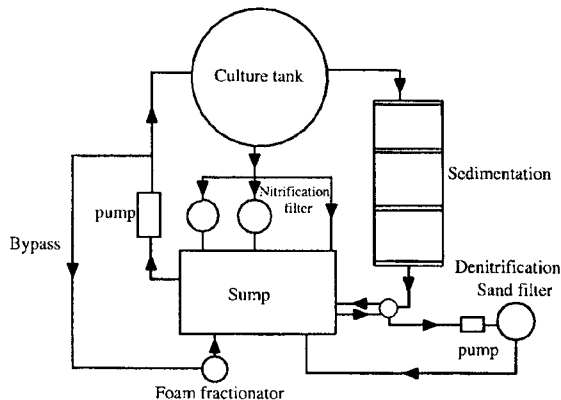 Culture tank
Nitrification
filter
Sedimentation
pump
Bypass
Sump
Denitrification
Sand filter
pump
Foam fractionator